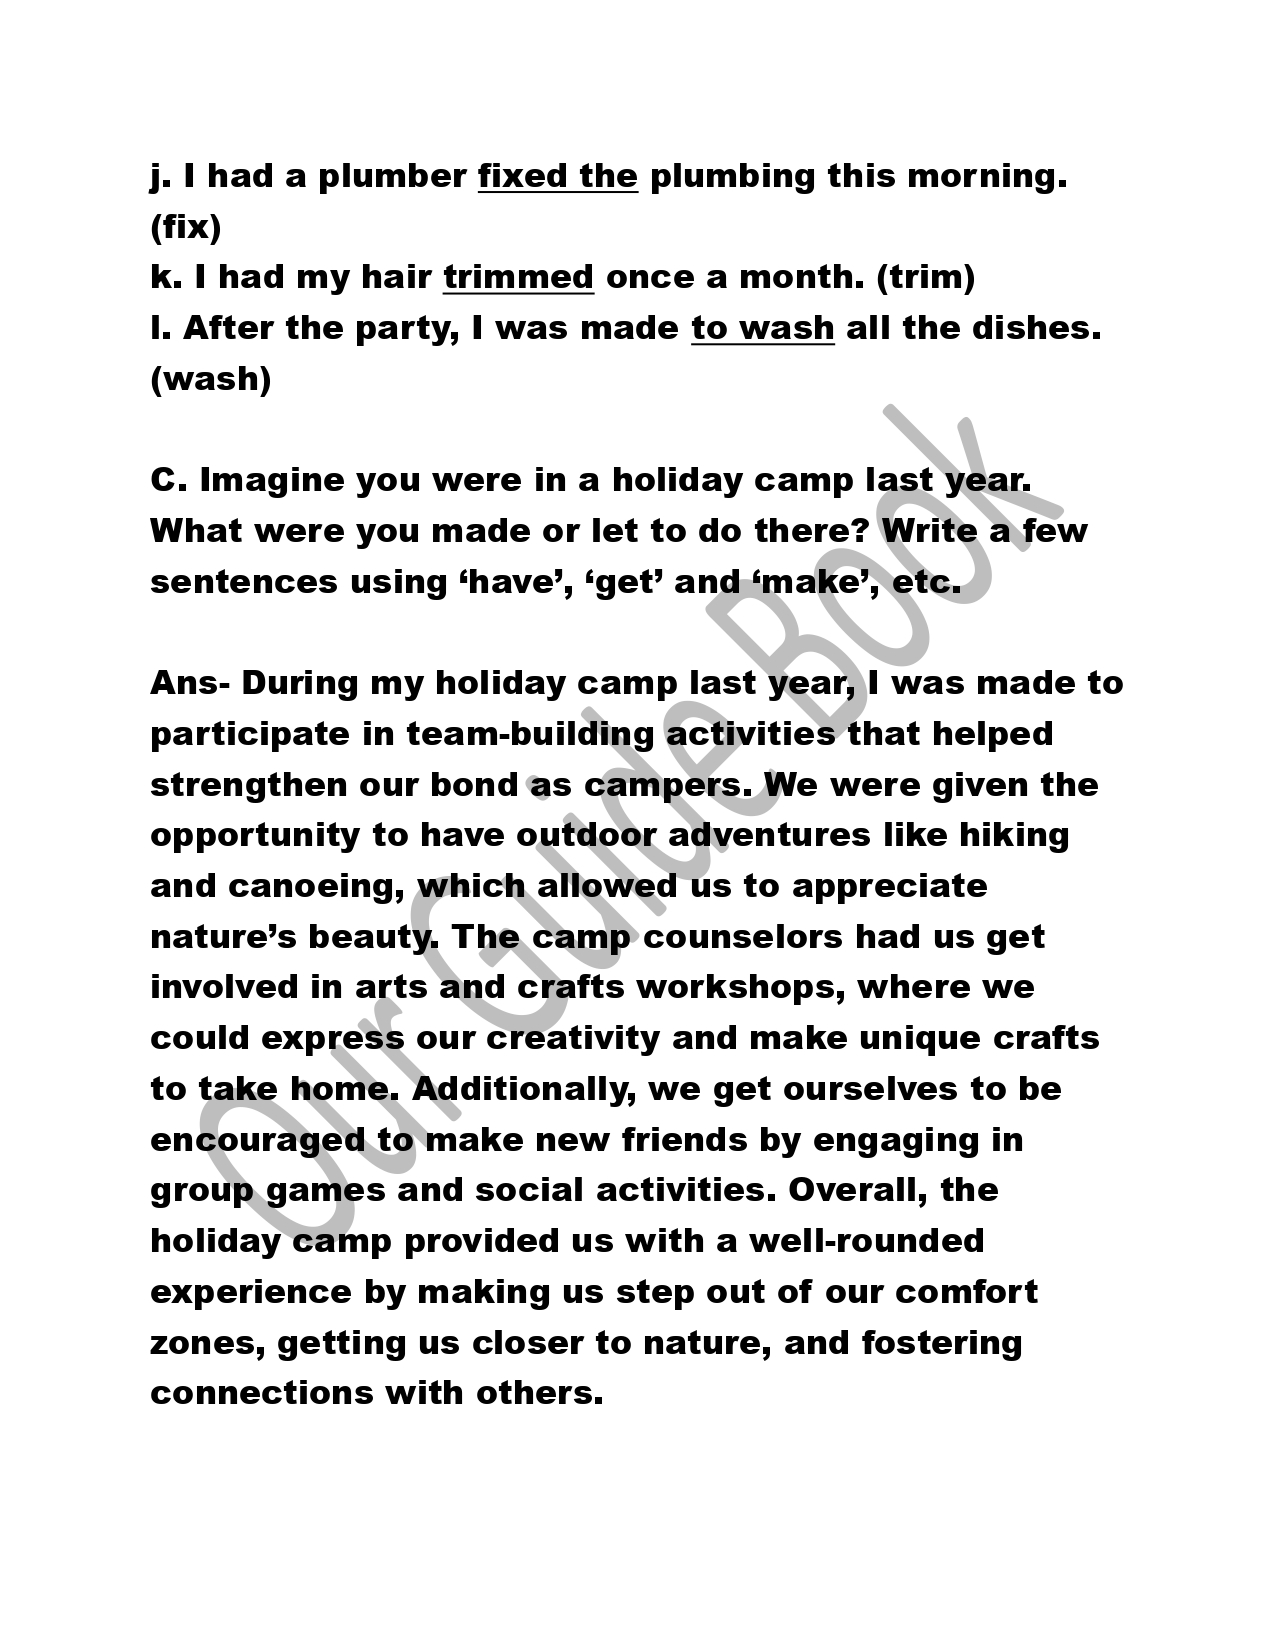 j. I had a plumber fixed the plumbing this morning.
(fix)
k. I had my hair trimmed once a month. (trim)
l. After the party, I was made to wash all the dishes.
(wash)
C. Imagine you were in a holiday camp last year.
What were you made or let to do there? Write a few
sentences using ‘have’, ‘get’ and ‘make’, etc.
Ans- During my holiday camp last year, I was made to
participate in team-building activities that helped
strengthen our bond as campers. We were given the
opportunity to have outdoor adventures like hiking
and canoeing, which allowed us to appreciate
nature’s beauty. The camp counselors had us get
involved in arts and crafts workshops, where we
could express our creativity and make unique crafts
to take home. Additionally, we get ourselves to be
encouraged to make new friends by engaging in
group games and social activities. Overall, the
holiday camp provided us with a well-rounded
experience by making us step out of our comfort
zones, getting us closer to nature, and fostering
connections with others.
Our Guide Book